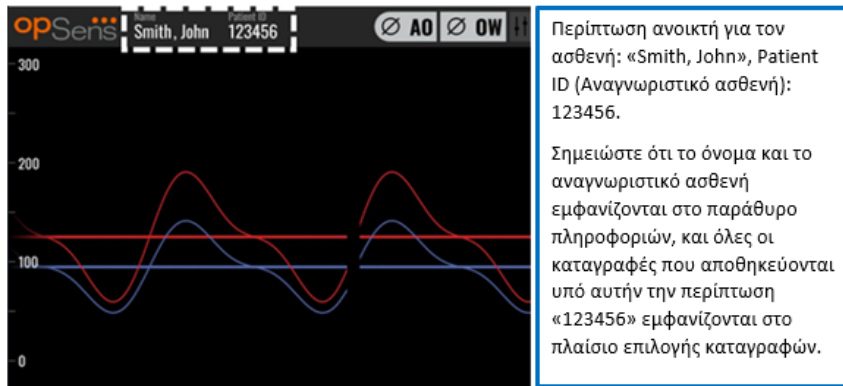 opSens
Name Patient ID
Smith, John 123456
Ø AO Ø OW
300
200
100
0
Περίπτωση ανοικτή για τον
ασθενή: «Smith, John», Patient
ID (Αναγνωριστικό ασθενή):
123456.
Σημειώστε ότι το όνομα και το
αναγνωριστικό ασθενή
εμφανίζονται στο παράθυρο
πληροφοριών, και όλες οι
καταγραφές που αποθηκεύονται
υπό αυτήν την περίπτωση
«123456» εμφανίζονται στο
πλαίσιο επιλογής καταγραφών.